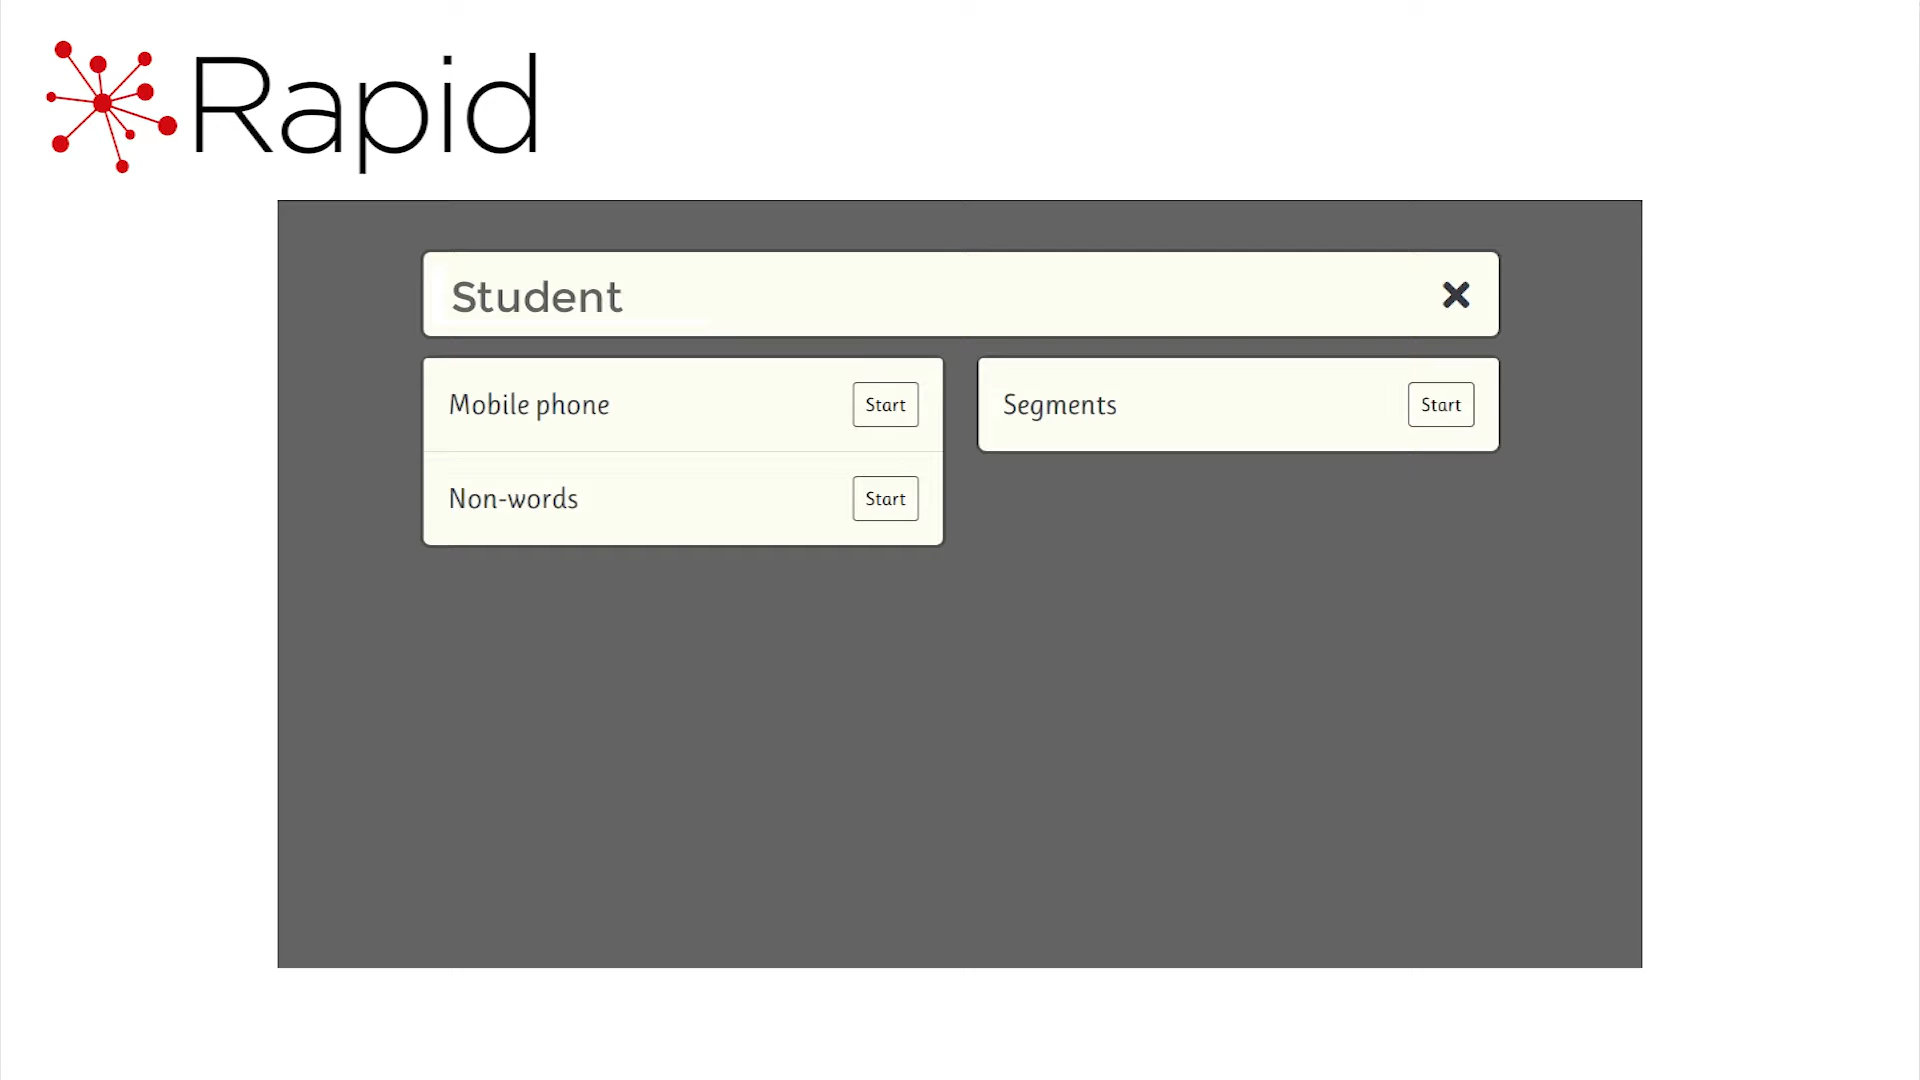 Rapid
Student
Mobile phone Start
Segments Start
Non-words Start